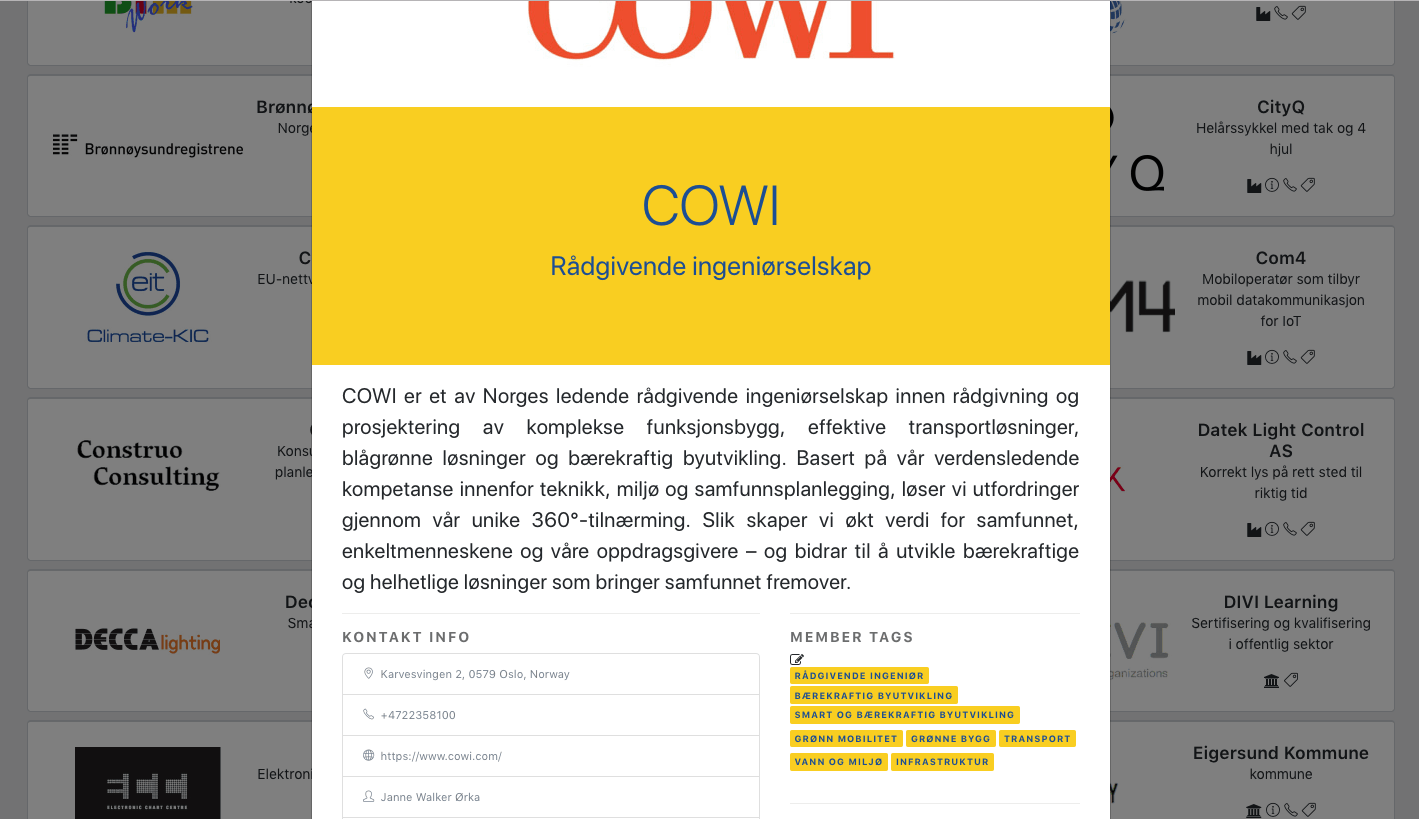 Work
COWI
COWI
Rådgivende ingeniørselskap
COWI er et av Norges ledende rådgivende ingeniørselskap innen rådgivning og
prosjektering av komplekse funksjonsbygg, effektive transportløsninger,
blågrønne løsninger og bærekraftig byutvikling. Basert på vår verdensledende
kompetanse innenfor teknikk, miljø og samfunnsplanlegging, løser vi utfordringer
gjennom vår unike 360°-tilnærming. Slik skaper vi økt verdi for samfunnet,
enkeltmenneskene og våre oppdragsgivere – og bidrar til å utvikle bærekraftige
og helhetlige løsninger som bringer samfunnet fremover.
KONTAKT INFO
Karvesvingen 2, 0579 Oslo, Norway
+4722358100
https://www.cowi.com/
Janne Walker Ørka
MEMBER TAGS
RÅDGIVENDE INGENIØR
BÆREKRAFTIG BYUTVIKLING
SMART OG BÆREKRAFTIG BYUTVIKLING
GRØNN MOBILITET GRØNNE BYGG TRANSPORT
VANN OG MILJØ INFRASTRUKTUR
Brønnøysundregistrene
Brønnø
Norge
eit
Climate-KIC
C
EU-nettv
Construo
Consulting
Konsu
planle
DECCA lighting
Dec
Sma
ELECTRONIC CHART CENTRE
Elektroni
Q
CityQ
Helårssykkel med tak og 4
hjul
M4
Com4
Mobiloperatør som tilbyr
mobil datakommunikasjon
for IoT
K
Datek Light Control
AS
Korrekt lys på rett sted til
riktig tid
VI
ganizations
DIVI Learning
Sertifisering og kvalifisering
i offentlig sektor
Y
Eigersund Kommune
kommune